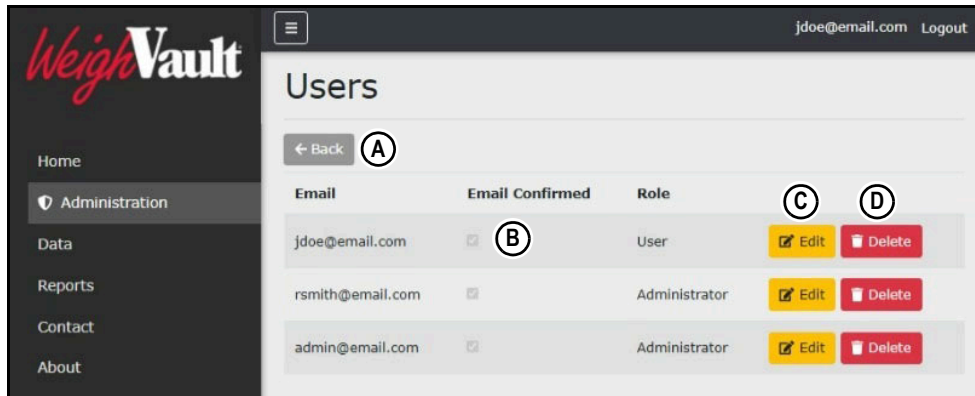 WeighVault
jdoe@email.com Logout
Users
Back A
Home
Administration
Data
Reports
Contact
About
Email Email Confirmed Role C D
jdoe@email.com B User Edit Delete
rsmith@email.com Administrator Edit Delete
admin@email.com Administrator Edit Delete